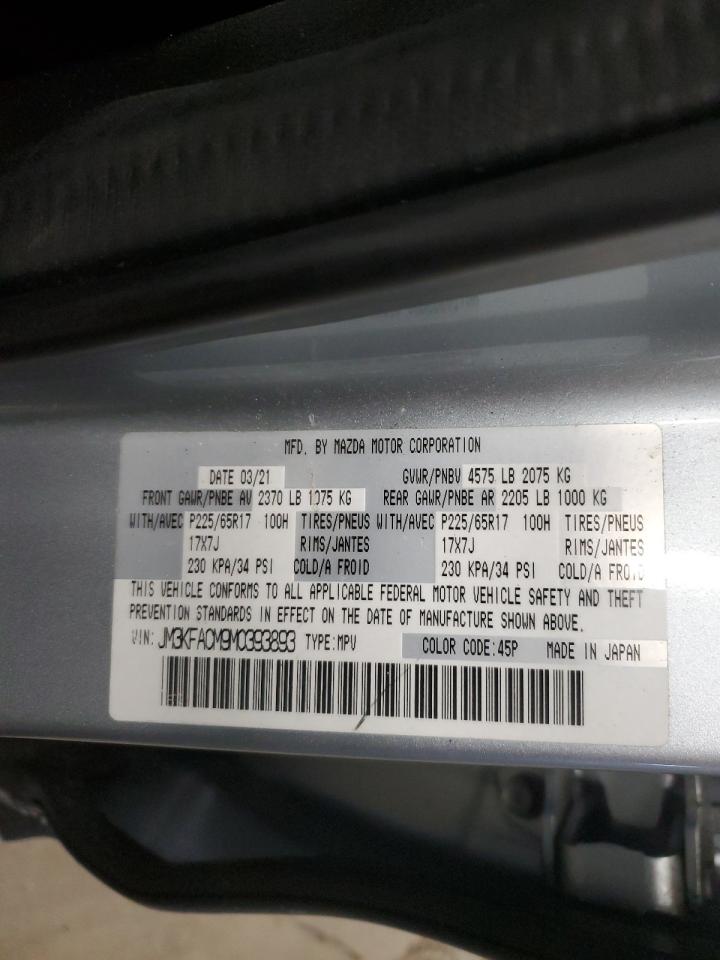 MFD. BY MAZDA MOTOR CORPORATION
DATE 03/21 GVWR/PNBV 4575 LB 2075 KG
FRONT GAWR/PNBE AV 2370 LB 1075 KG REAR GAWR/PNBE AR 2205 LB 1000 KG
WITH/AVEC P225/65R17 100H TIRES/PNEUS WITH/AVEC P225/65R17 100H TIRES/PNEUS
17X7J RIMS/JANTES 17X7J RIMS/JANTES
230 KPA/34 PSI COLD/A FROID 230 KPA/34 PSI COLD/A FROID
THIS VEHICLE CONFORMS TO ALL APPLICABLE FEDERAL MOTOR VEHICLE SAFETY AND THEFT
PREVENTION STANDARDS IN EFFECT ON THE DATE OF MANUFACTURE SHOWN ABOVE.
VIN: JM3KFACM9M0393893 TYPE:MPV COLOR CODE:45P MADE IN JAPAN